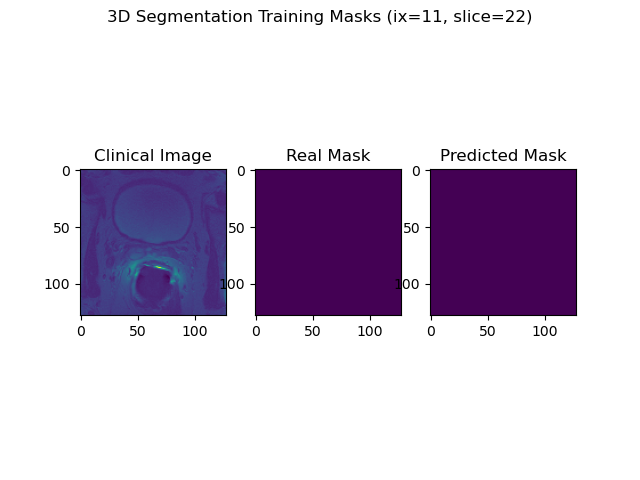 3D Segmentation Training Masks (ix=11, slice=22)
Clinical Image Real Mask Predicted Mask
0 0 0
50 50 50
100 100 100
0 50 100 0 50 100 0 50 100